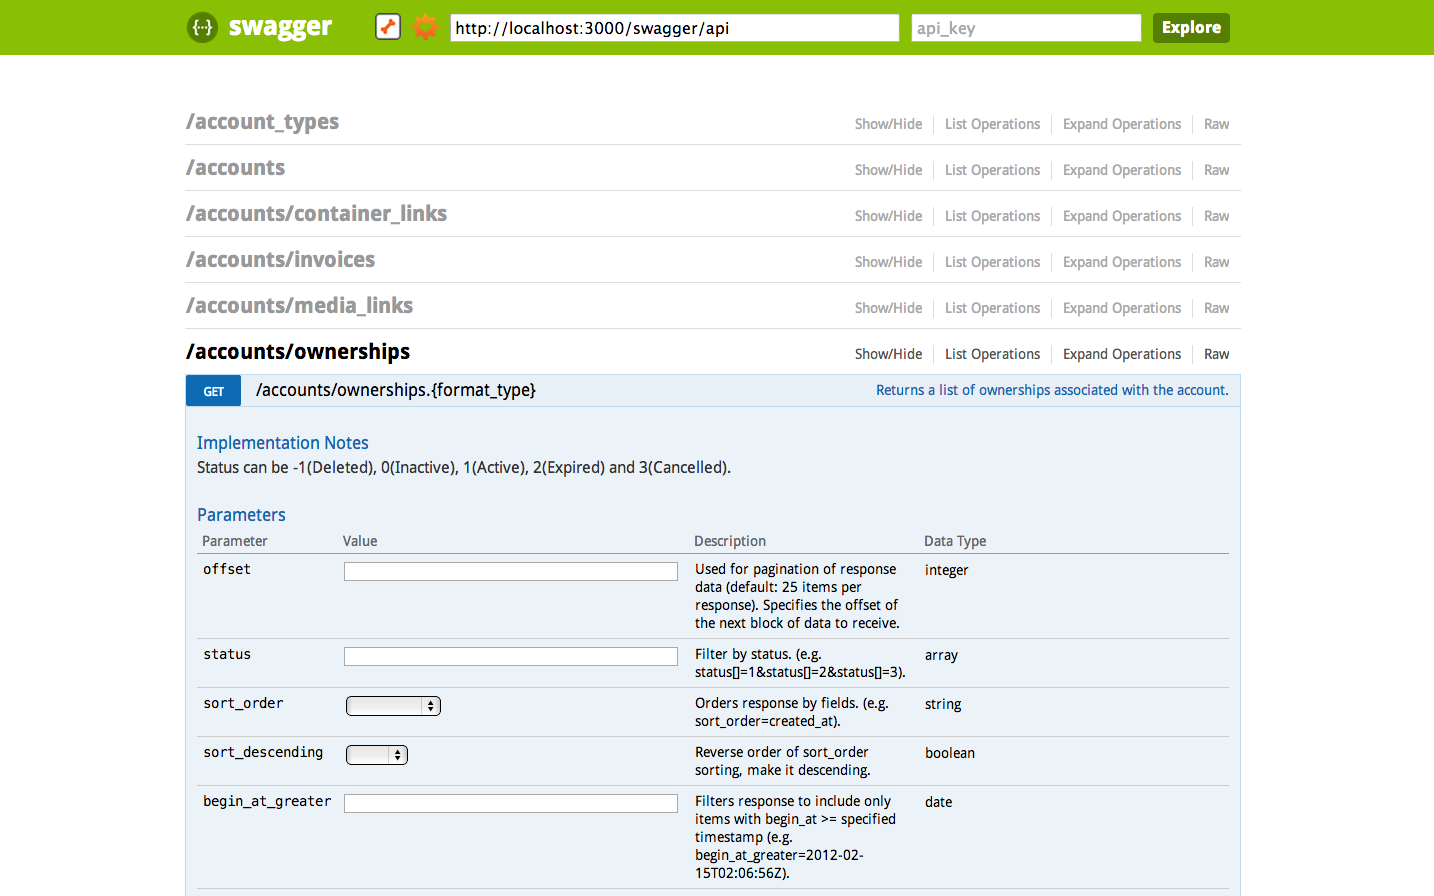 {··} swagger http://localhost:3000/swagger/api api_key Explore
/account_types Show/Hide List Operations Expand Operations Raw
/accounts Show/Hide List Operations Expand Operations Raw
/accounts/container_links Show/Hide List Operations Expand Operations Raw
/accounts/invoices Show/Hide List Operations Expand Operations Raw
/accounts/media_links Show/Hide List Operations Expand Operations Raw
/accounts/ownerships Show/Hide List Operations Expand Operations Raw
GET /accounts/ownerships.{format_type} Returns a list of ownerships associated with the account.
Implementation Notes
Status can be -1(Deleted), 0(Inactive), 1(Active), 2(Expired) and 3(Cancelled).
Parameters
Parameter Value Description Data Type
offset Used for pagination of response integer
data (default: 25 items per
response). Specifies the offset of
the next block of data to receive.
status Filter by status. (e.g. array
status[]=1&status[]=2&status[]=3).
sort_order Orders response by fields. (e.g. string
sort_order=created_at).
sort_descending Reverse order of sort_order boolean
sorting, make it descending.
begin_at_greater Filters response to include only date
items with begin_at >= specified
timestamp (e.g.
begin_at_greater=2012-02-
15T02:06:56Z).